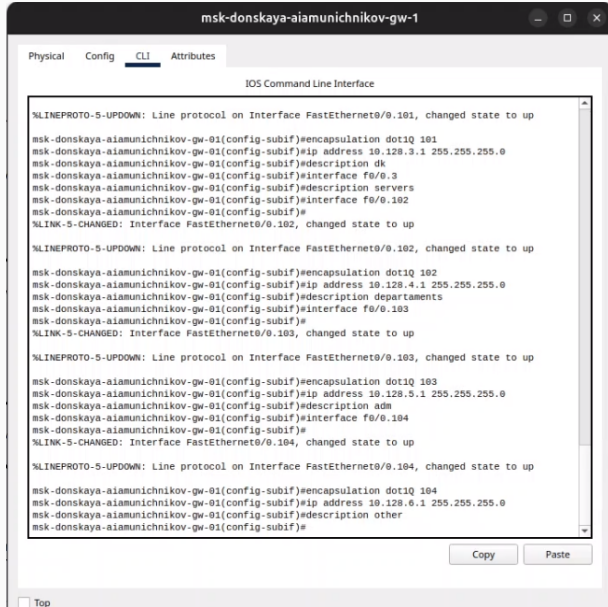 msk-donskaya-aiamunichnikov-gw-1
Physical Config CLI Attributes
IOS Command Line Interface
%LINEPROTO-5-UPDOWN: Line protocol on Interface FastEthernet0/0.101, changed state to up
msk-donskaya-aiamunichnikov-gw-01(config-subif)#encapsulation dot1Q 101
msk-donskaya-aiamunichnikov-gw-01(config-subif)#ip address 10.128.3.1 255.255.255.0
msk-donskaya-aiamunichnikov-gw-01(config-subif)#description dk
msk-donskaya-aiamunichnikov-gw-01(config-subif)#interface f0/0.3
msk-donskaya-aiamunichnikov-gw-01(config-subif)#description servers
msk-donskaya-aiamunichnikov-gw-01(config-subif)#interface f0/0.102
msk-donskaya-aiamunichnikov-gw-01(config-subif)#
%LINK-5-CHANGED: Interface FastEthernet0/0.102, changed state to up
%LINEPROTO-5-UPDOWN: Line protocol on Interface FastEthernet0/0.102, changed state to up
msk-donskaya-aiamunichnikov-gw-01(config-subif)#encapsulation dot1Q 102
msk-donskaya-aiamunichnikov-gw-01(config-subif)#ip address 10.128.4.1 255.255.255.0
msk-donskaya-aiamunichnikov-gw-01(config-subif)#description departaments
msk-donskaya-aiamunichnikov-gw-01(config-subif)#interface f0/0.103
msk-donskaya-aiamunichnikov-gw-01(config-subif)#
%LINK-5-CHANGED: Interface FastEthernet0/0.103, changed state to up
%LINEPROTO-5-UPDOWN: Line protocol on Interface FastEthernet0/0.103, changed state to up
msk-donskaya-aiamunichnikov-gw-01(config-subif)#encapsulation dot1Q 103
msk-donskaya-aiamunichnikov-gw-01(config-subif)#ip address 10.128.5.1 255.255.255.0
msk-donskaya-aiamunichnikov-gw-01(config-subif)#description adm
msk-donskaya-aiamunichnikov-gw-01(config-subif)#interface f0/0.104
msk-donskaya-aiamunichnikov-gw-01(config-subif)#
%LINK-5-CHANGED: Interface FastEthernet0/0.104, changed state to up
%LINEPROTO-5-UPDOWN: Line protocol on Interface FastEthernet0/0.104, changed state to up
msk-donskaya-aiamunichnikov-gw-01(config-subif)#encapsulation dot1Q 104
msk-donskaya-aiamunichnikov-gw-01(config-subif)#ip address 10.128.6.1 255.255.255.0
msk-donskaya-aiamunichnikov-gw-01(config-subif)#description other
msk-donskaya-aiamunichnikov-gw-01(config-subif)#
Copy Paste
Top